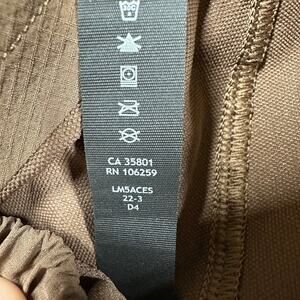 CA 35801
RN 106259
LM5ACES
22-3
D4